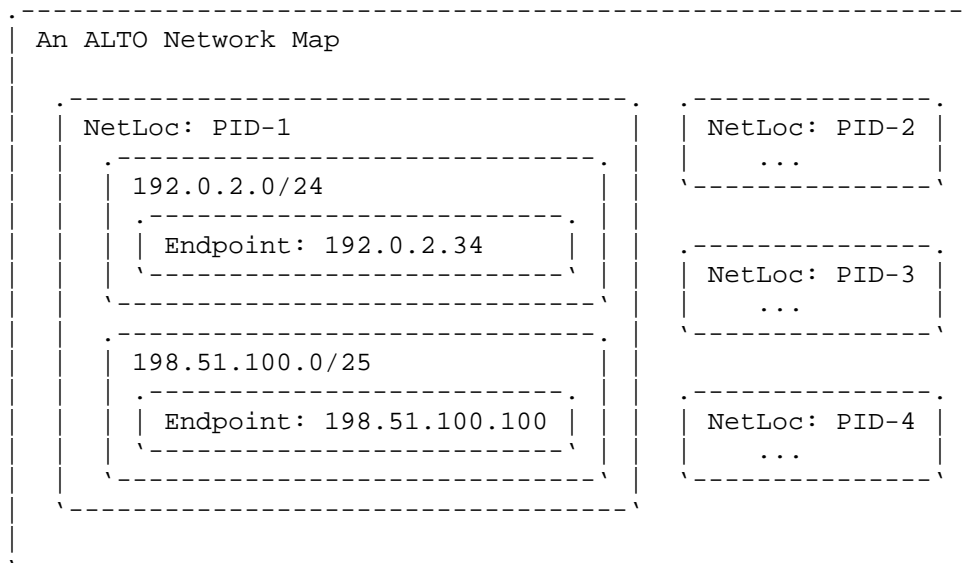 An ALTO Network Map
NetLoc: PID-1
192.0.2.0/24
Endpoint: 192.0.2.34
198.51.100.0/25
Endpoint: 198.51.100.100
NetLoc: PID-2
...
NetLoc: PID-3
...
NetLoc: PID-4
...